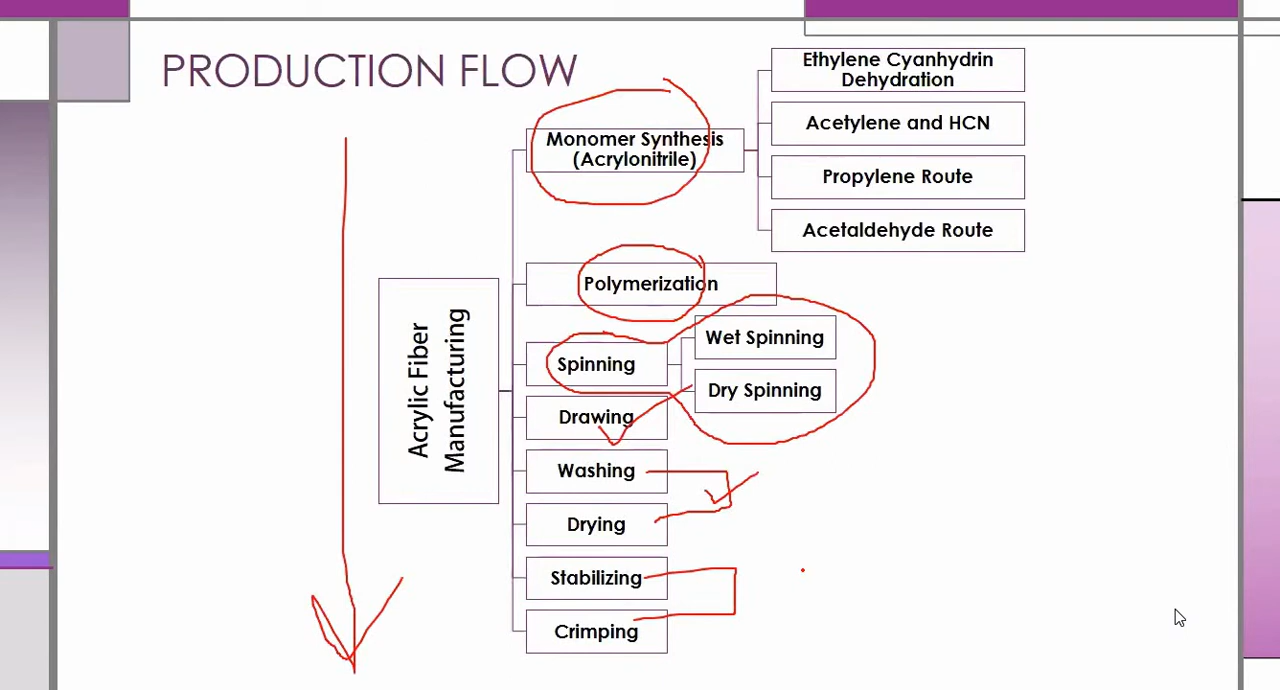 PRODUCTION FLOW
Ethylene Cyanhydrin
Dehydration
Monomer Synthesis
(Acrylonitrile)
Acetylene and HCN
Propylene Route
Acetaldehyde Route
Polymerization
Acrylic Fiber
Manufacturing
Spinning
Wet Spinning
Dry Spinning
Drawing
Washing
Drying
Stabilizing
Crimping